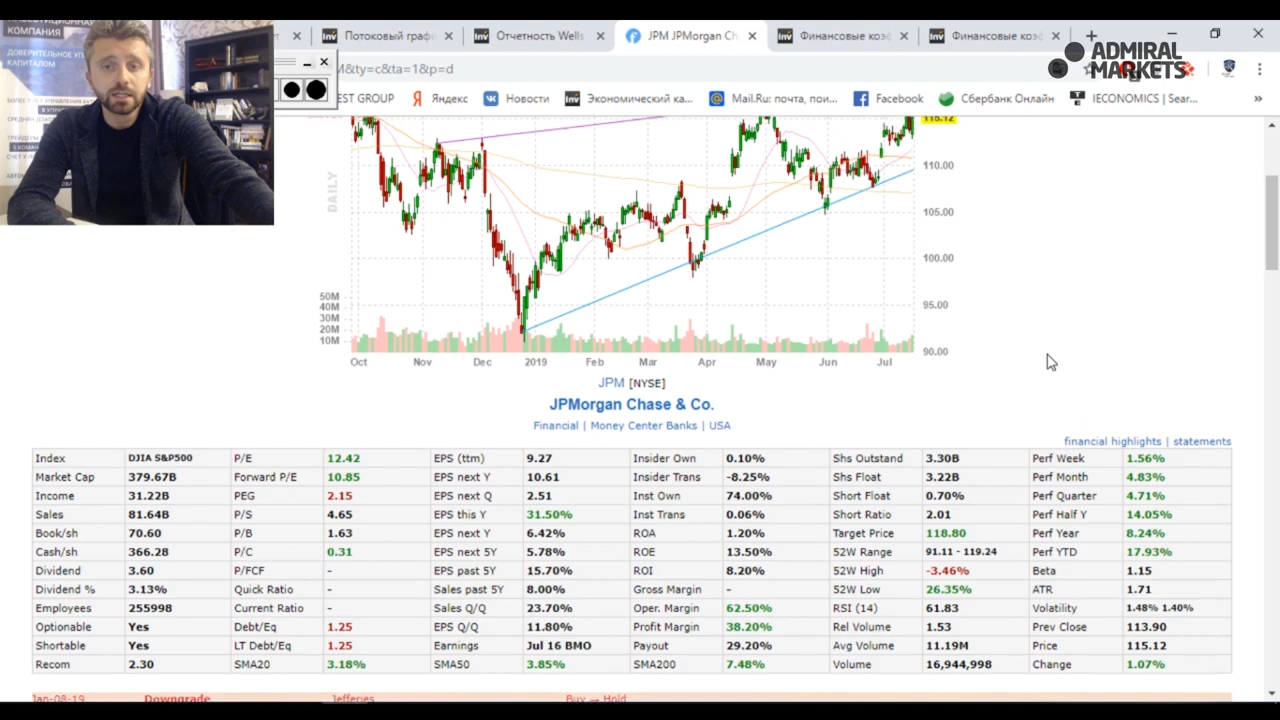 ИНВЕСТИЦИОННАЯ
КОМПАНИЯ
ДОВЕРИТЕЛЬНОЕ
КАПИТАЛОМ
Потоковый граф
Отчетность Wells
JPM JPMorgan Ch
Финансовые коэф
Финансовые коэф
ADMIRAL
MARKETS
M&ty=c&ta=1&p=d
EST GROUP
Яндекс
Новости
Экономический ка...
Mail.Ru: почта, пои...
Facebook
Сбербанк Онлайн
IECONOMICS | Sear...
»
115.12
110.00
105.00
100.00
95.00
90.00
DAILY
50M
40M
30M
20M
10M
Oct Nov Dec 2019 Feb Mar Apr May Jun Jul
JPM [NYSE]
JPMorgan Chase & Co.
Financial | Money Center Banks | USA
financial highlights | statements
Index DJIA S&P500 P/E 12.42 EPS (ttm) 9.27 Insider Own 0.10% Shs Outstand 3.30B Perf Week 1.56%
Market Cap 379.67B Forward P/E 10.85 EPS next Y 10.61 Insider Trans -8.25% Shs Float 3.22B Perf Month 4.83%
Income 31.22B PEG 2.15 EPS next Q 2.51 Inst Own 74.00% Short Float 0.70% Perf Quarter 4.71%
Sales 81.64B P/S 4.65 EPS this Y 31.50% Inst Trans 0.06% Short Ratio 2.01 Perf Half Y 14.05%
Book/sh 70.60 P/B 1.63 EPS next Y 6.42% ROA 1.20% Target Price 118.80 Perf Year 8.24%
Cash/sh 366.28 P/C 0.31 EPS next 5Y 5.78% ROE 13.50% 52W Range 91.11 - 119.24 Perf YTD 17.93%
Dividend 3.60 P/FCF - EPS past 5Y 15.70% ROI 8.20% 52W High -3.46% Beta 1.15
Dividend % 3.13% Quick Ratio - Sales past 5Y 8.00% Gross Margin - 52W Low 26.35% ATR 1.71
Employees 255998 Current Ratio - Sales Q/Q 23.70% Oper. Margin 62.50% RSI (14) 61.83 Volatility 1.48% 1.40%
Optionable Yes Debt/Eq 1.25 EPS Q/Q 11.80% Profit Margin 38.20% Rel Volume 1.53 Prev Close 113.90
Shortable Yes LT Debt/Eq 1.25 Earnings Jul 16 BMO Payout 29.20% Avg Volume 11.19M Price 115.12
Recom 2.30 SMA20 3.18% SMA50 3.85% SMA200 7.48% Volume 16,944,998 Change 1.07%
Jan-08-19 Downgrade Jefferies Buy → Hold